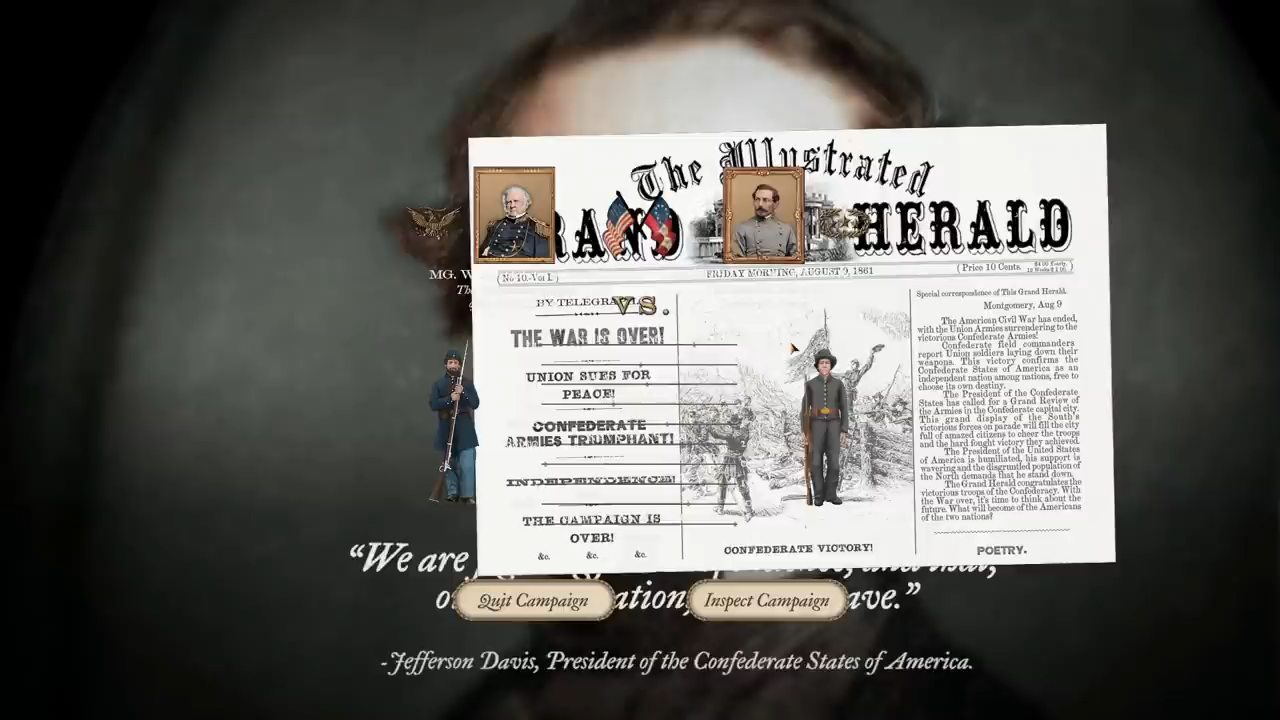 The Illustrated
RAND HERALD
MG. W
The
(No 10.-Vol 1.)
FRIDAY MORNING, AUGUST 9, 1861
(Price 10 Cents.
BY TELEGRA
VS.
THE WAR IS OVER!
UNION SUES FOR
PEACE!
CONFEDERATE
ARMIES TRIUMPHANT!
INDEPENDENCE!
THE CAMPAIGN IS
OVER!
&c. &c. &c.
CONFEDERATE VICTORY!
Special correspondence of This Grand Herald.
Montgomery, Aug 9
The American Civil War has ended,
with the Union Armies surrendering to the
victorious Confederate Armies!
Confederate field commanders
report Union soldiers laying down their
weapons. This victory confirms the
Confederate States of America as an
independent nation among nations, free to
choose its own destiny.
The President of the Confederate
States has called for a Grand Review of
the Armies in the Confederate capital city.
This grand display of the South's
victorious forces on parade will fill the city
full of amazed citizens to cheer the troops
and the hard fought victory they achieved.
The President of the United States
of America is humiliated, his support is
wavering and the disgruntled population of
the North demands that he stand down.
The Grand Herald congratulates the
victorious troops of the Confederacy. With
the War over, it's time to think about the
future. What will become of the Americans
of the two nations?
POETRY.
“We are
Quit Campaign
ation,
Inspect Campaign
ave.”
-Jefferson Davis, President of the Confederate States of America.